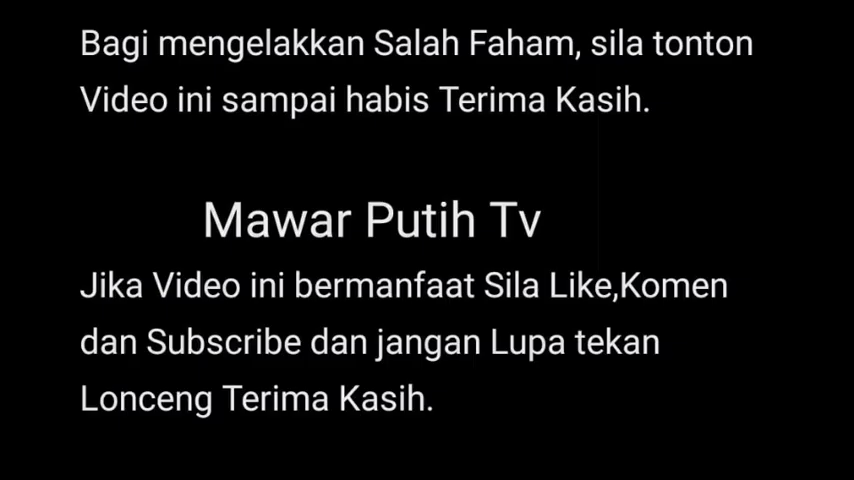 Bagi mengelakkan Salah Faham, sila tonton
Video ini sampai habis Terima Kasih.
Mawar Putih Tv
Jika Video ini bermanfaat Sila Like,Komen
dan Subscribe dan jangan Lupa tekan
Lonceng Terima Kasih.